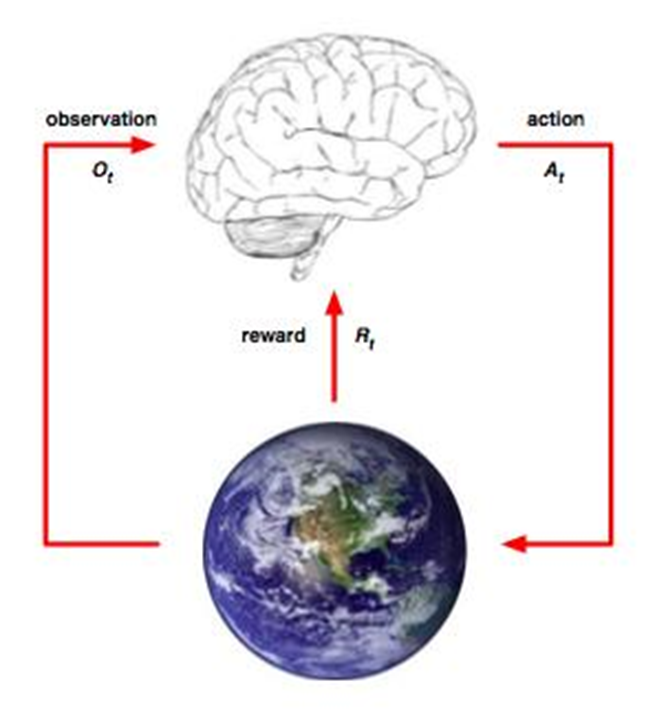 observation
O_t
action
A_t
reward
R_t